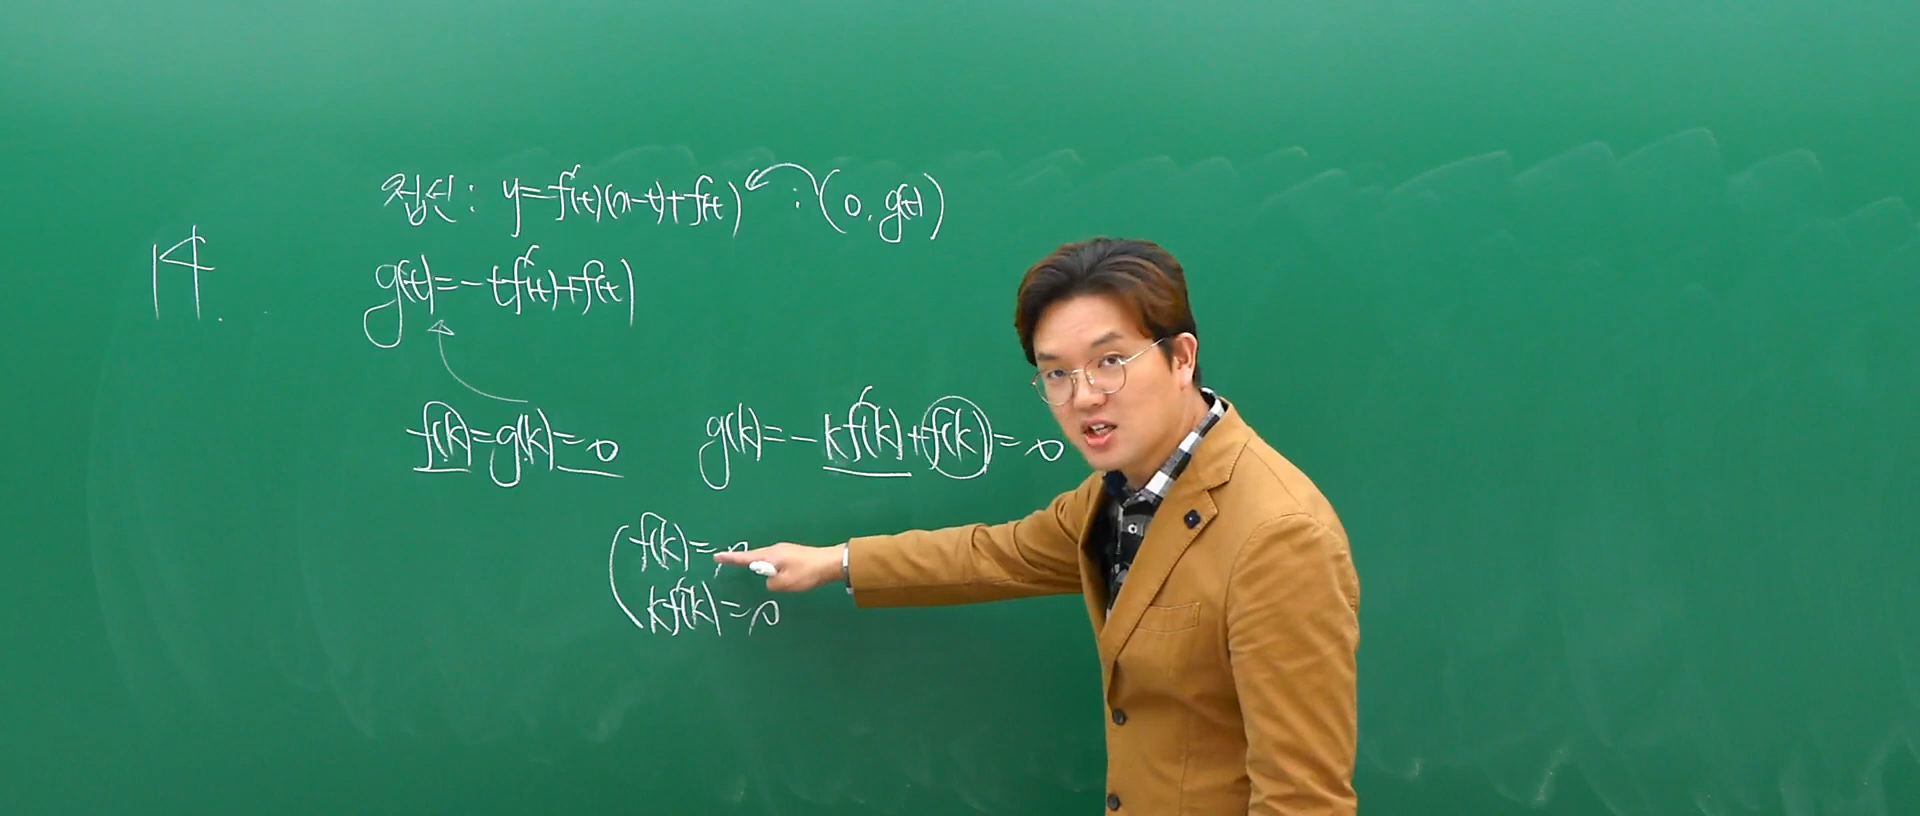 접선 : y=f'(t)(x-t)+f(t) : (0, g(t))
14.
g(t)=-tf'(t)+f(t)
f(k)=g(k)=0 g(k)=-kf'(k)+f(k)=0
f(k)=0
kf'(k)=0